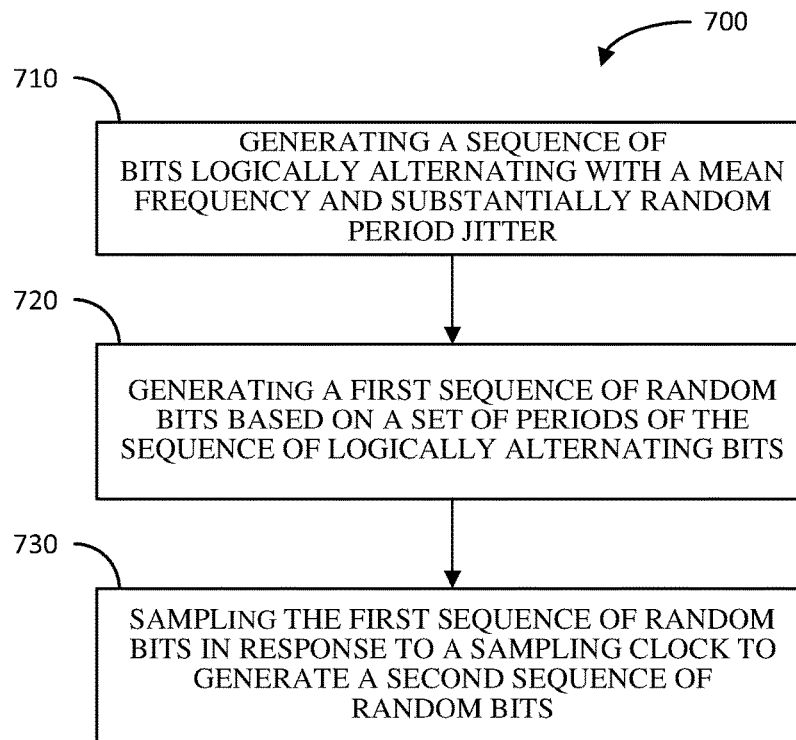 700
710
GENERATING A SEQUENCE OF
BITS LOGICALLY ALTERNATING WITH A MEAN
FREQUENCY AND SUBSTANTIALLY RANDOM
PERIOD JITTER
720
GENERATING A FIRST SEQUENCE OF RANDOM
BITS BASED ON A SET OF PERIODS OF THE
SEQUENCE OF LOGICALLY ALTERNATING BITS
730
SAMPLING THE FIRST SEQUENCE OF RANDOM
BITS IN RESPONSE TO A SAMPLING CLOCK TO
GENERATE A SECOND SEQUENCE OF
RANDOM BITS